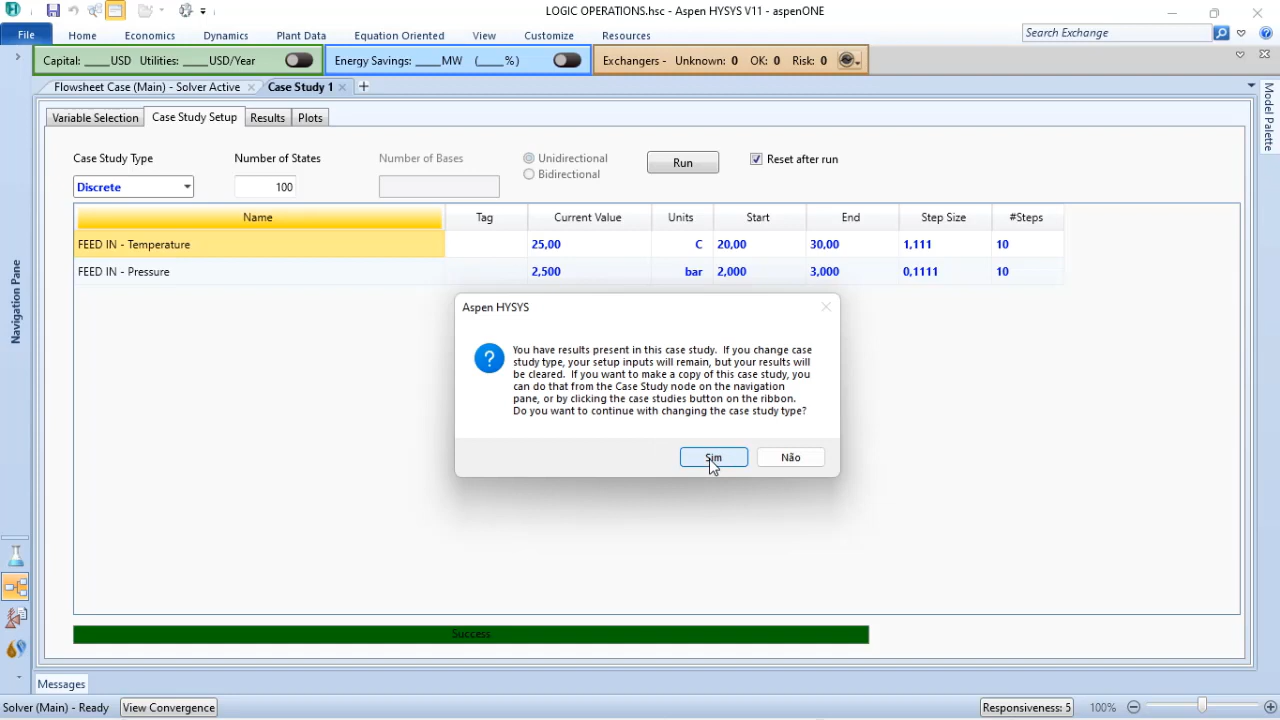 LOGIC OPERATIONS.hsc - Aspen HYSYS V11 - aspenONE
File Home Economics Dynamics Plant Data Equation Oriented View Customize Resources Search Exchange
Capital: ____USD Utilities: ____USD/Year Energy Savings: ____MW (____%) Exchangers - Unknown: 0 OK: 0 Risk: 0
Flowsheet Case (Main) - Solver Active Case Study 1
Variable Selection Case Study Setup Results Plots
Case Study Type Number of States Number of Bases Unidirectional Run Reset after run
Discrete 100 Bidirectional
Name Tag Current Value Units Start End Step Size #Steps
FEED IN - Temperature 25,00 C 20,00 30,00 1,111 10
FEED IN - Pressure 2,500 bar 2,000 3,000 0,1111 10
Aspen HYSYS
You have results present in this case study. If you change case
study type, your setup inputs will remain, but your results will
be cleared. If you want to make a copy of this case study, you
can do that from the Case Study node on the navigation
pane, or by clicking the case studies button on the ribbon.
Do you want to continue with changing the case study type?
Sim Não
Success
Navigation Pane
Model Palette
Messages
Solver (Main) - Ready View Convergence Responsiveness: 5 100%